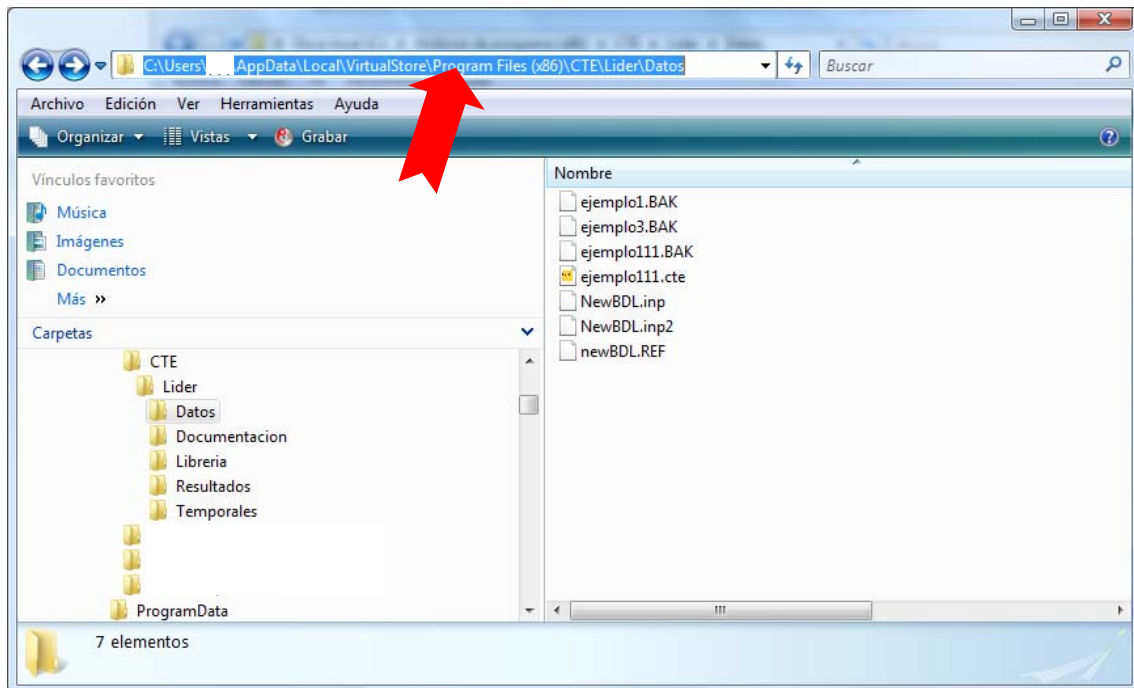 C:\Users\ AppData\Local\VirtualStore\Program Files (x86)\CTE\Lider\Datos
Buscar
Archivo Edición Ver Herramientas Ayuda
Organizar Vistas Grabar
Vínculos favoritos
Música
Imágenes
Documentos
Más »
Carpetas
CTE
Lider
Datos
Documentacion
Libreria
Resultados
Temporales
ProgramData
Nombre
ejemplo1.BAK
ejemplo3.BAK
ejemplo111.BAK
ejemplo111.cte
NewBDL.inp
NewBDL.inp2
newBDL.REF
7 elementos